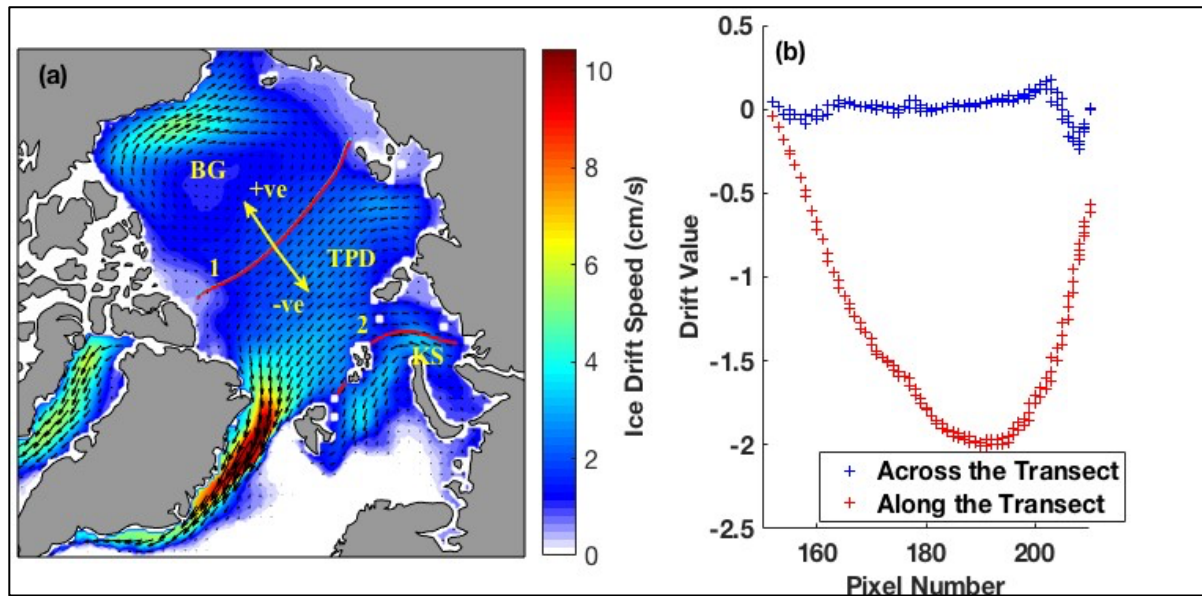 (a)
BG
+ve
1
TPD
-ve
2
KS
10
8
6
4
2
0
Ice Drift Speed (cm/s)
(b)
0.5
0
-0.5
-1
-1.5
-2
-2.5
Drift Value
160
180
200
Pixel Number
Across the Transect
Along the Transect